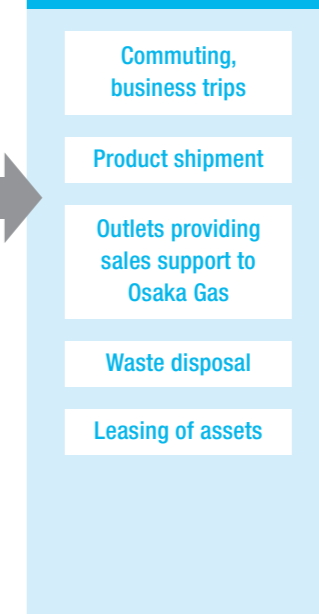 Commuting,
business trips
Product shipment
Outlets providing
sales support to
Osaka Gas
Waste disposal
Leasing of assets